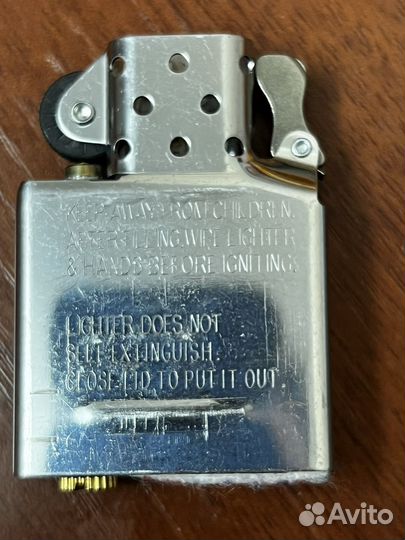 KEEP AWAY FROM CHILDREN.
AFTER FILLING, WIPE LIGHTER
& HANDS BEFORE IGNITING.
LIGHTER DOES NOT
SELF EXTINGUISH.
CLOSE LID TO PUT IT OUT
Avito